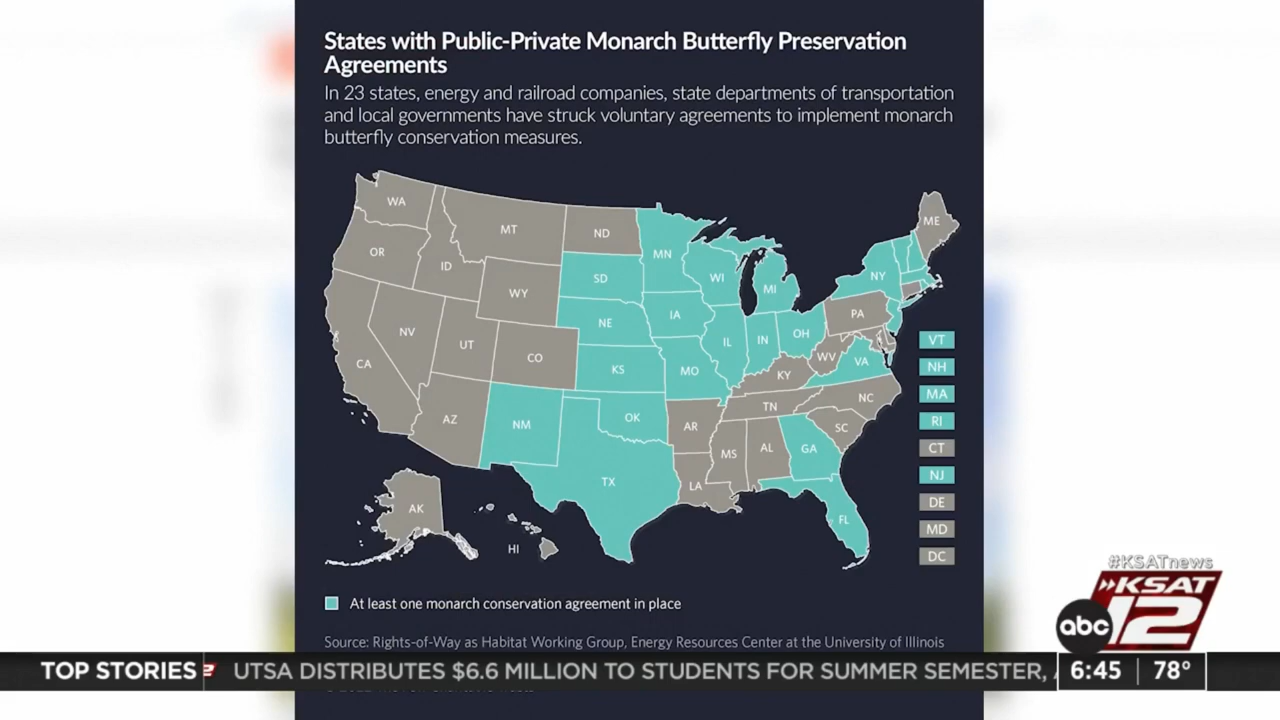 States with Public-Private Monarch Butterfly Preservation
Agreements
In 23 states, energy and railroad companies, state departments of transportation
and local governments have struck voluntary agreements to implement monarch
butterfly conservation measures.
WA
MT
ND
MN
ME
OR
ID
WY
SD
WI
MI
NY
NV
UT
CO
NE
IA
IL
IN
OH
PA
CA
AZ
NM
KS
MO
KY
WV
VA
OK
AR
TN
NC
TX
LA
MS
AL
GA
SC
FL
AK
HI
VT
NH
MA
RI
CT
NJ
DE
MD
DC
At least one monarch conservation agreement in place
Source: Rights-of-Way as Habitat Working Group, Energy Resources Center at the University of Illinois
#KSATnews
KSAT
12
abc
TOP STORIES
UTSA DISTRIBUTES $6.6 MILLION TO STUDENTS FOR SUMMER SEMESTER,
6:45
78°